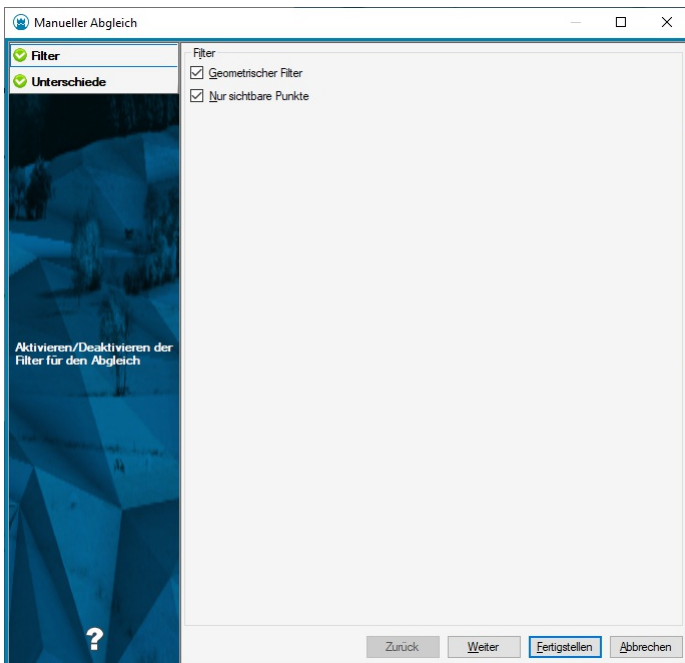 Manueller Abgleich
Filter
Unterschiede
Aktivieren/Deaktivieren der
Filter für den Abgleich
?
Filter
Geometrischer Filter
Nur sichtbare Punkte
Zurück
Weiter
Fertigstellen
Abbrechen